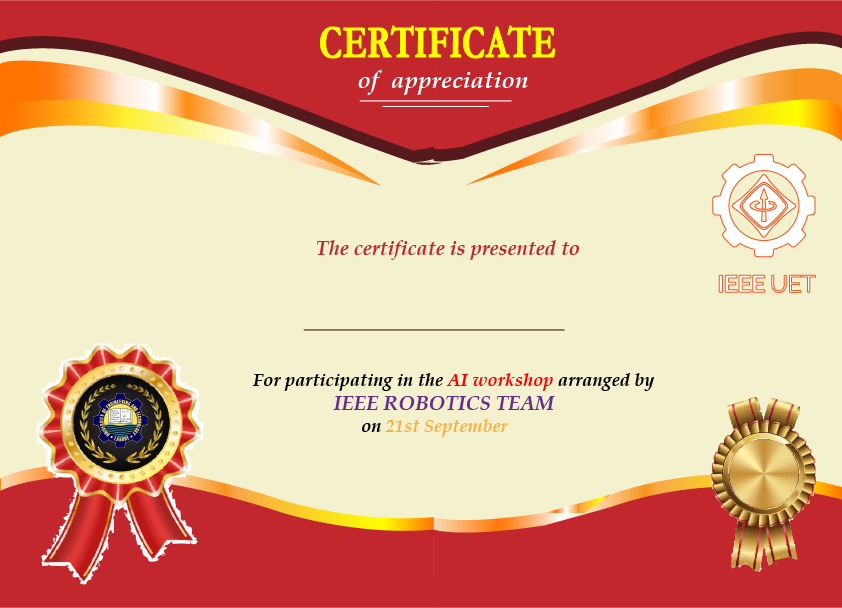 CERTIFICATE
of appreciation
IEEE UET
The certificate is presented to
For participating in the AI workshop arranged by
IEEE ROBOTICS TEAM
on 21st September